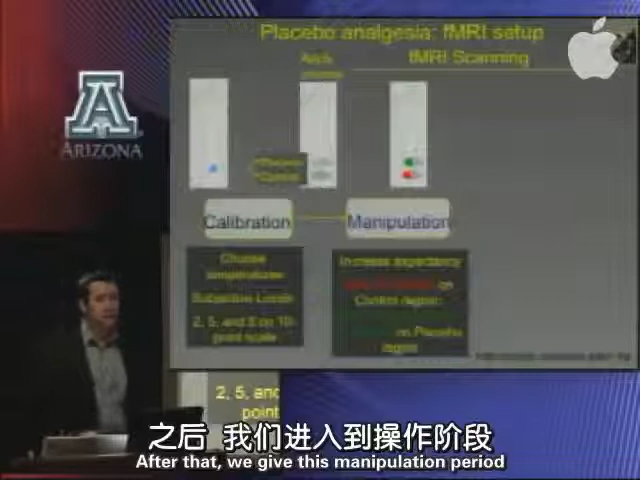 Placebo analgesia: fMRI setup
fMRI Scanning
ARIZONA
Calibration
Manipulation
Choose
temperatures
Subjective Levels
2, 5, and 8 on 10-
point scale
Increase expectancy
on
Control region;
on Placebo
region
2, 5, and
point
之后 我们进入到操作阶段
After that, we give this manipulation period